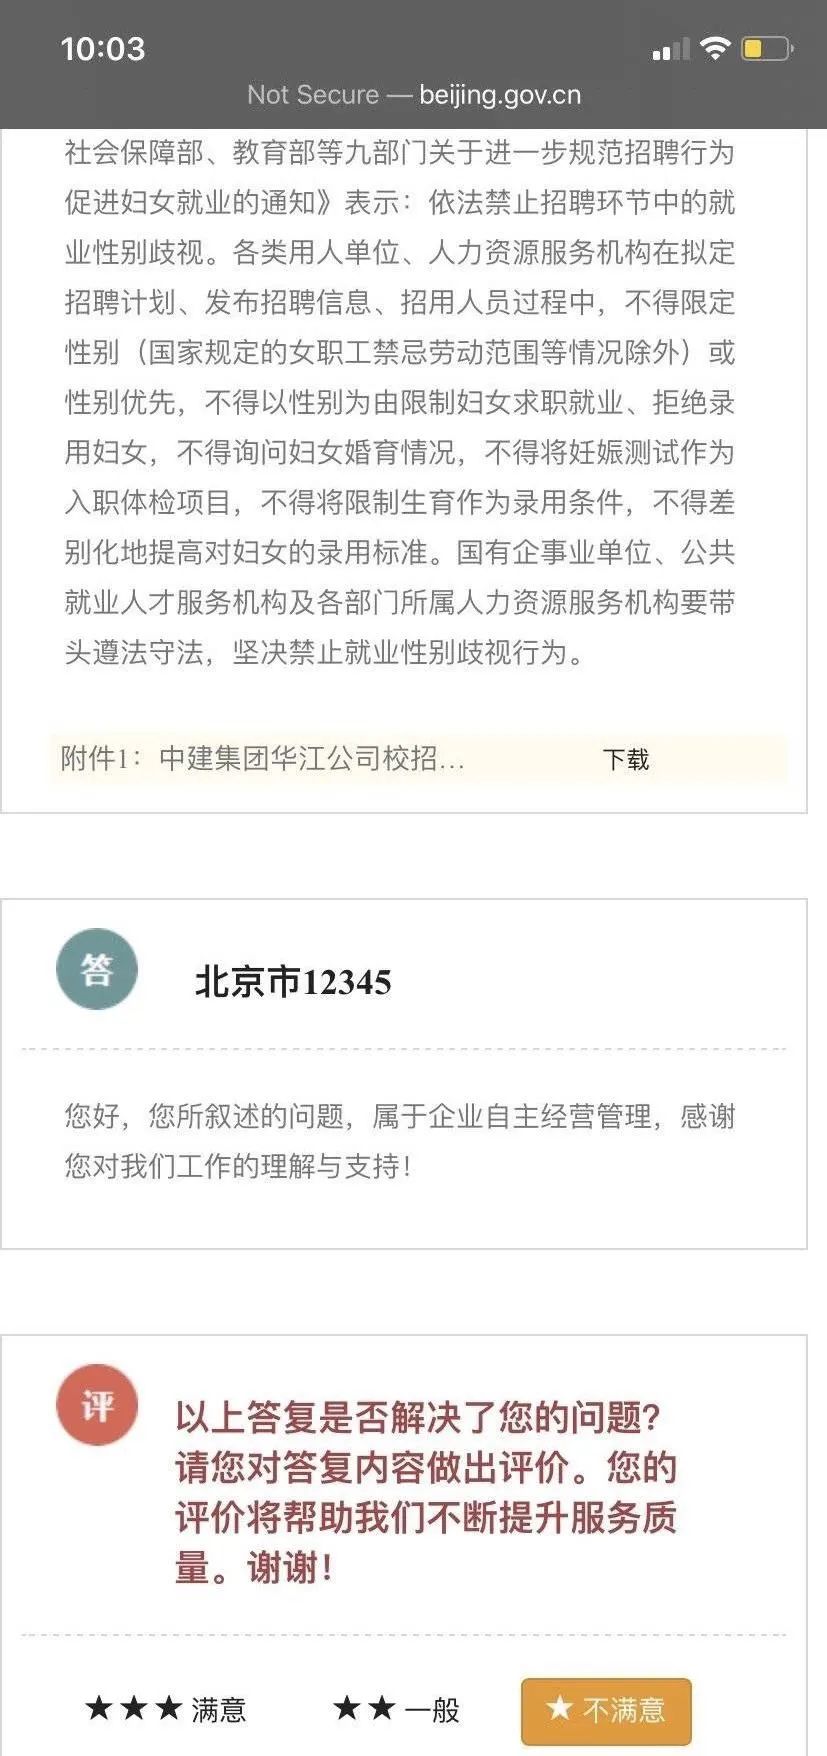 10:03
Not Secure — beijing.gov.cn
社会保障部、教育部等九部门关于进一步规范招聘行为
促进妇女就业的通知》表示：依法禁止招聘环节中的就
业性别歧视。各类用人单位、人力资源服务机构在拟定
招聘计划、发布招聘信息、招用人员过程中，不得限定
性别（国家规定的女职工禁忌劳动范围等情况除外）或
性别优先，不得以性别为由限制妇女求职就业、拒绝录
用妇女，不得询问妇女婚育情况，不得将妊娠测试作为
入职体检项目，不得将限制生育作为录用条件，不得差
别化地提高对妇女的录用标准。国有企事业单位、公共
就业人才服务机构及各部门所属人力资源服务机构要带
头遵法守法，坚决禁止就业性别歧视行为。
附件1：中建集团华江公司校招... 下载
答 北京市12345
您好，您所叙述的问题，属于企业自主经营管理，感谢
您对我们工作的理解与支持！
评 以上答复是否解决了您的问题？
请您对答复内容做出评价。您的
评价将帮助我们不断提升服务质
量。谢谢！
★★★满意 ★★一般 ★不满意